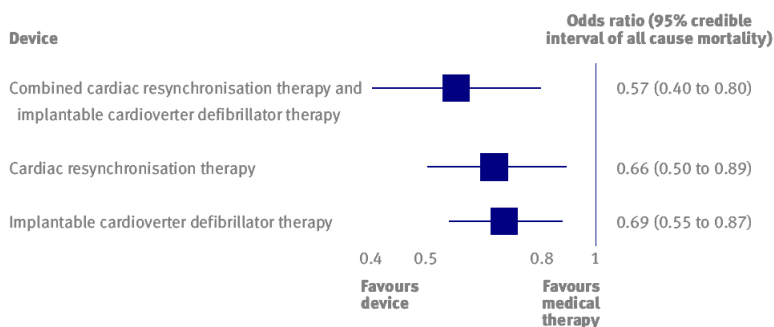 Device
Odds ratio (95% credible
interval of all cause mortality)
Combined cardiac resynchronisation therapy and
implantable cardioverter defibrillator therapy
0.57 (0.40 to 0.80)
Cardiac resynchronisation therapy
0.66 (0.50 to 0.89)
Implantable cardioverter defibrillator therapy
0.69 (0.55 to 0.87)
0.4 0.5 0.8 1
Favours
device
Favours
medical
therapy